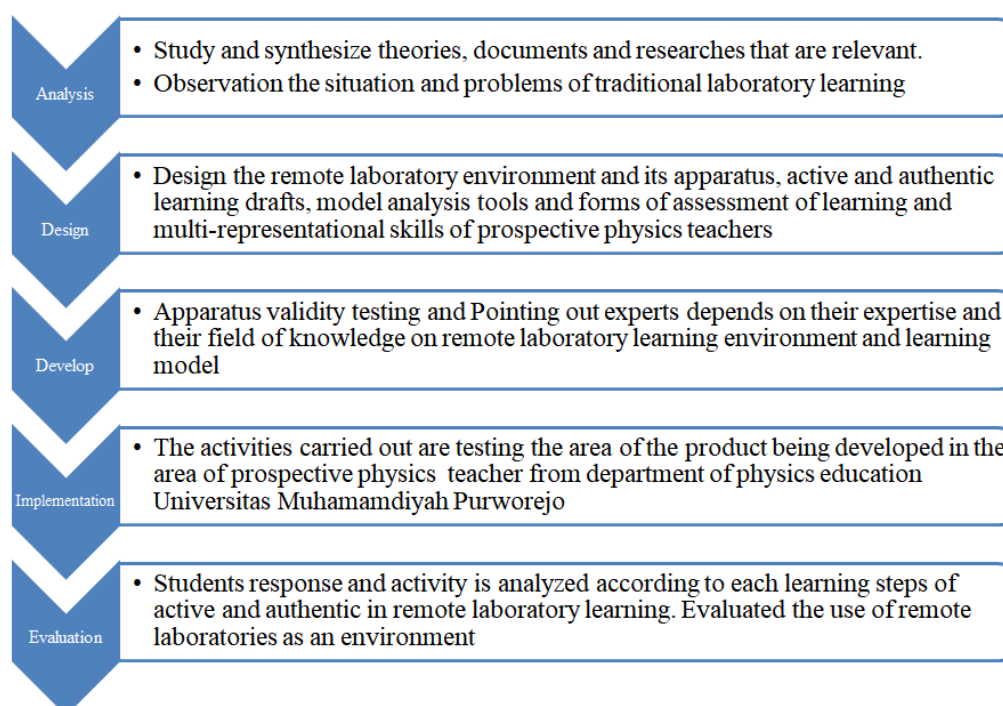 Analysis
• Study and synthesize theories, documents and researches that are relevant.
• Observation the situation and problems of traditional laboratory learning
Design
• Design the remote laboratory environment and its apparatus, active and authentic
learning drafts, model analysis tools and forms of assessment of learning and
multi-representational skills of prospective physics teachers
Develop
• Apparatus validity testing and Pointing out experts depends on their expertise and
their field of knowledge on remote laboratory learning environment and learning
model
Implementation
• The activities carried out are testing the area of the product being developed in the
area of prospective physics teacher from department of physics education
Universitas Muhamamdiyah Purworejo
Evaluation
• Students response and activity is analyzed according to each learning steps of
active and authentic in remote laboratory learning. Evaluated the use of remote
laboratories as an environment